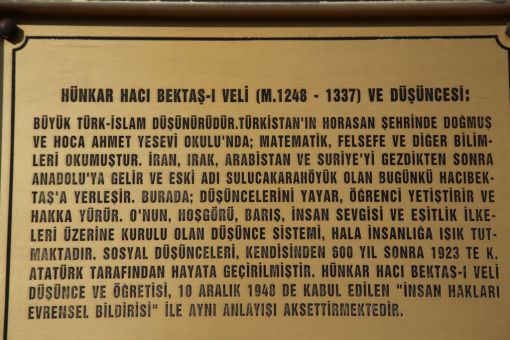 HÜNKAR HACI BEKTAŞ-I VELİ (M.1248 - 1337) VE DÜŞÜNCESİ:
BÜYÜK TÜRK-İSLAM DÜŞÜNÜRÜDÜR.TÜRKİSTAN'IN HORASAN ŞEHRİNDE DOĞMUŞ
VE HOCA AHMET YESEVİ OKULU'NDA; MATEMATİK, FELSEFE VE DİĞER BİLİM-
LERİ OKUMUŞTUR. İRAN, IRAK, ARABİSTAN VE SURİYE'Yİ GEZDİKTEN SONRA
ANADOLU'YA GELİR VE ESKİ ADI SULUCAKARAHÖYÜK OLAN BUGÜNKÜ HACIBEK-
TAŞ'A YERLEŞİR. BURADA; DÜŞÜNCELERİNİ YAYAR, ÖĞRENCİ YETİŞTİRİR VE
HAKKA YÜRÜR. O'NUN, HOŞGÖRÜ, BARIŞ, İNSAN SEVGİSİ VE EŞİTLİK İLKE-
LERİ ÜZERİNE KURULU OLAN DÜŞÜNCE SİSTEMİ, HALA İNSANLIĞA IŞIK TUT-
MAKTADIR. SOSYAL DÜŞÜNCELERİ, KENDİSİNDEN 600 YIL SONRA 1923 TE K.
ATATÜRK TARAFINDAN HAYATA GEÇİRİLMİŞTİR. HÜNKAR HACI BEKTAŞ-I VELİ
DÜŞÜNCE VE ÖĞRETİSİ, 10 ARALIK 1948 DE KABUL EDİLEN "İNSAN HAKLARI
EVRENSEL BİLDİRİSİ" İLE AYNI ANLAYIŞI AKSETTİRMEKTEDİR.